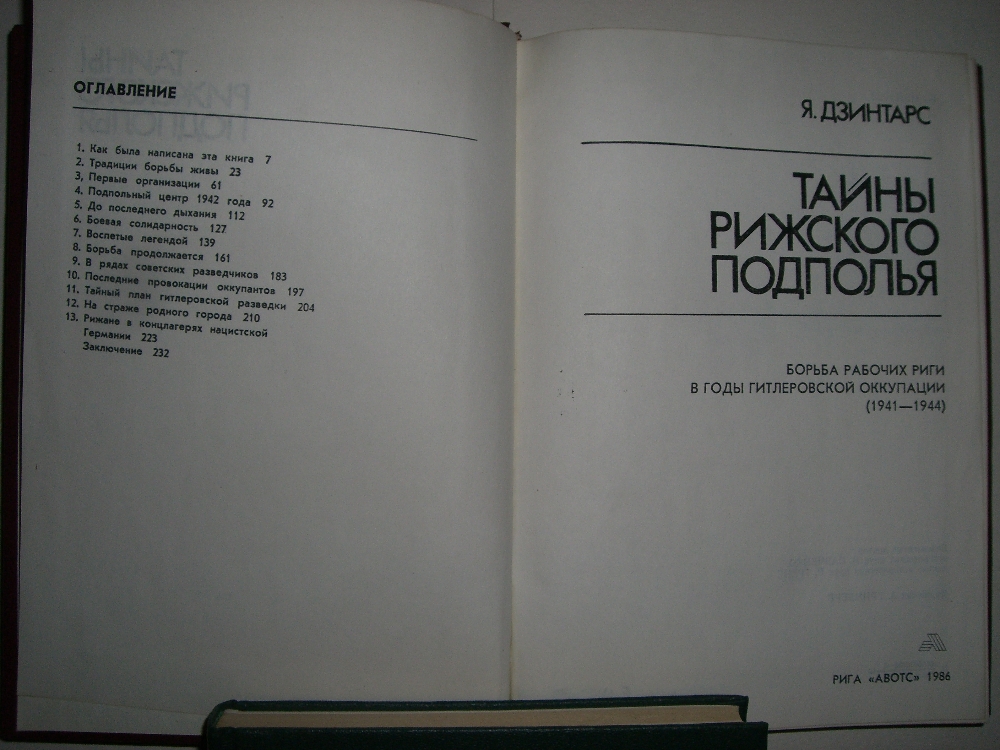 ОГЛАВЛЕНИЕ
1. Как была написана эта книга 7
2. Традиции борьбы живы 23
3, Первые организации 61
4. Подпольный центр 1942 года 92
5. До последнего дыхания 112
6. Боевая солидарность 127
7. Воспетые легендой 139
8. Борьба продолжается 161
9. В рядах советских разведчиков 183
10. Последние провокации оккупантов 197
11. Тайный план гитлеровской разведки 204
12. На страже родного города 210
13. Рижане в концлагерях нацистской
Германии 223
Заключение 232
Я. ДЗИНТАРС
ТАЙНЫ
РИЖСКОГО
ПОДПОЛЬЯ
БОРЬБА РАБОЧИХ РИГИ
В ГОДЫ ГИТЛЕРОВСКОЙ ОККУПАЦИИ
(1941—1944)
РИГА «АВОТС» 1986